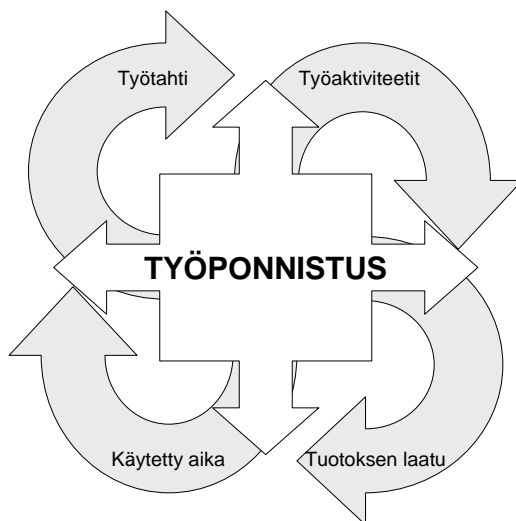 Työtahti
Työaktiviteetit
TYÖPONNISTUS
Käytetty aika
Tuotoksen laatu